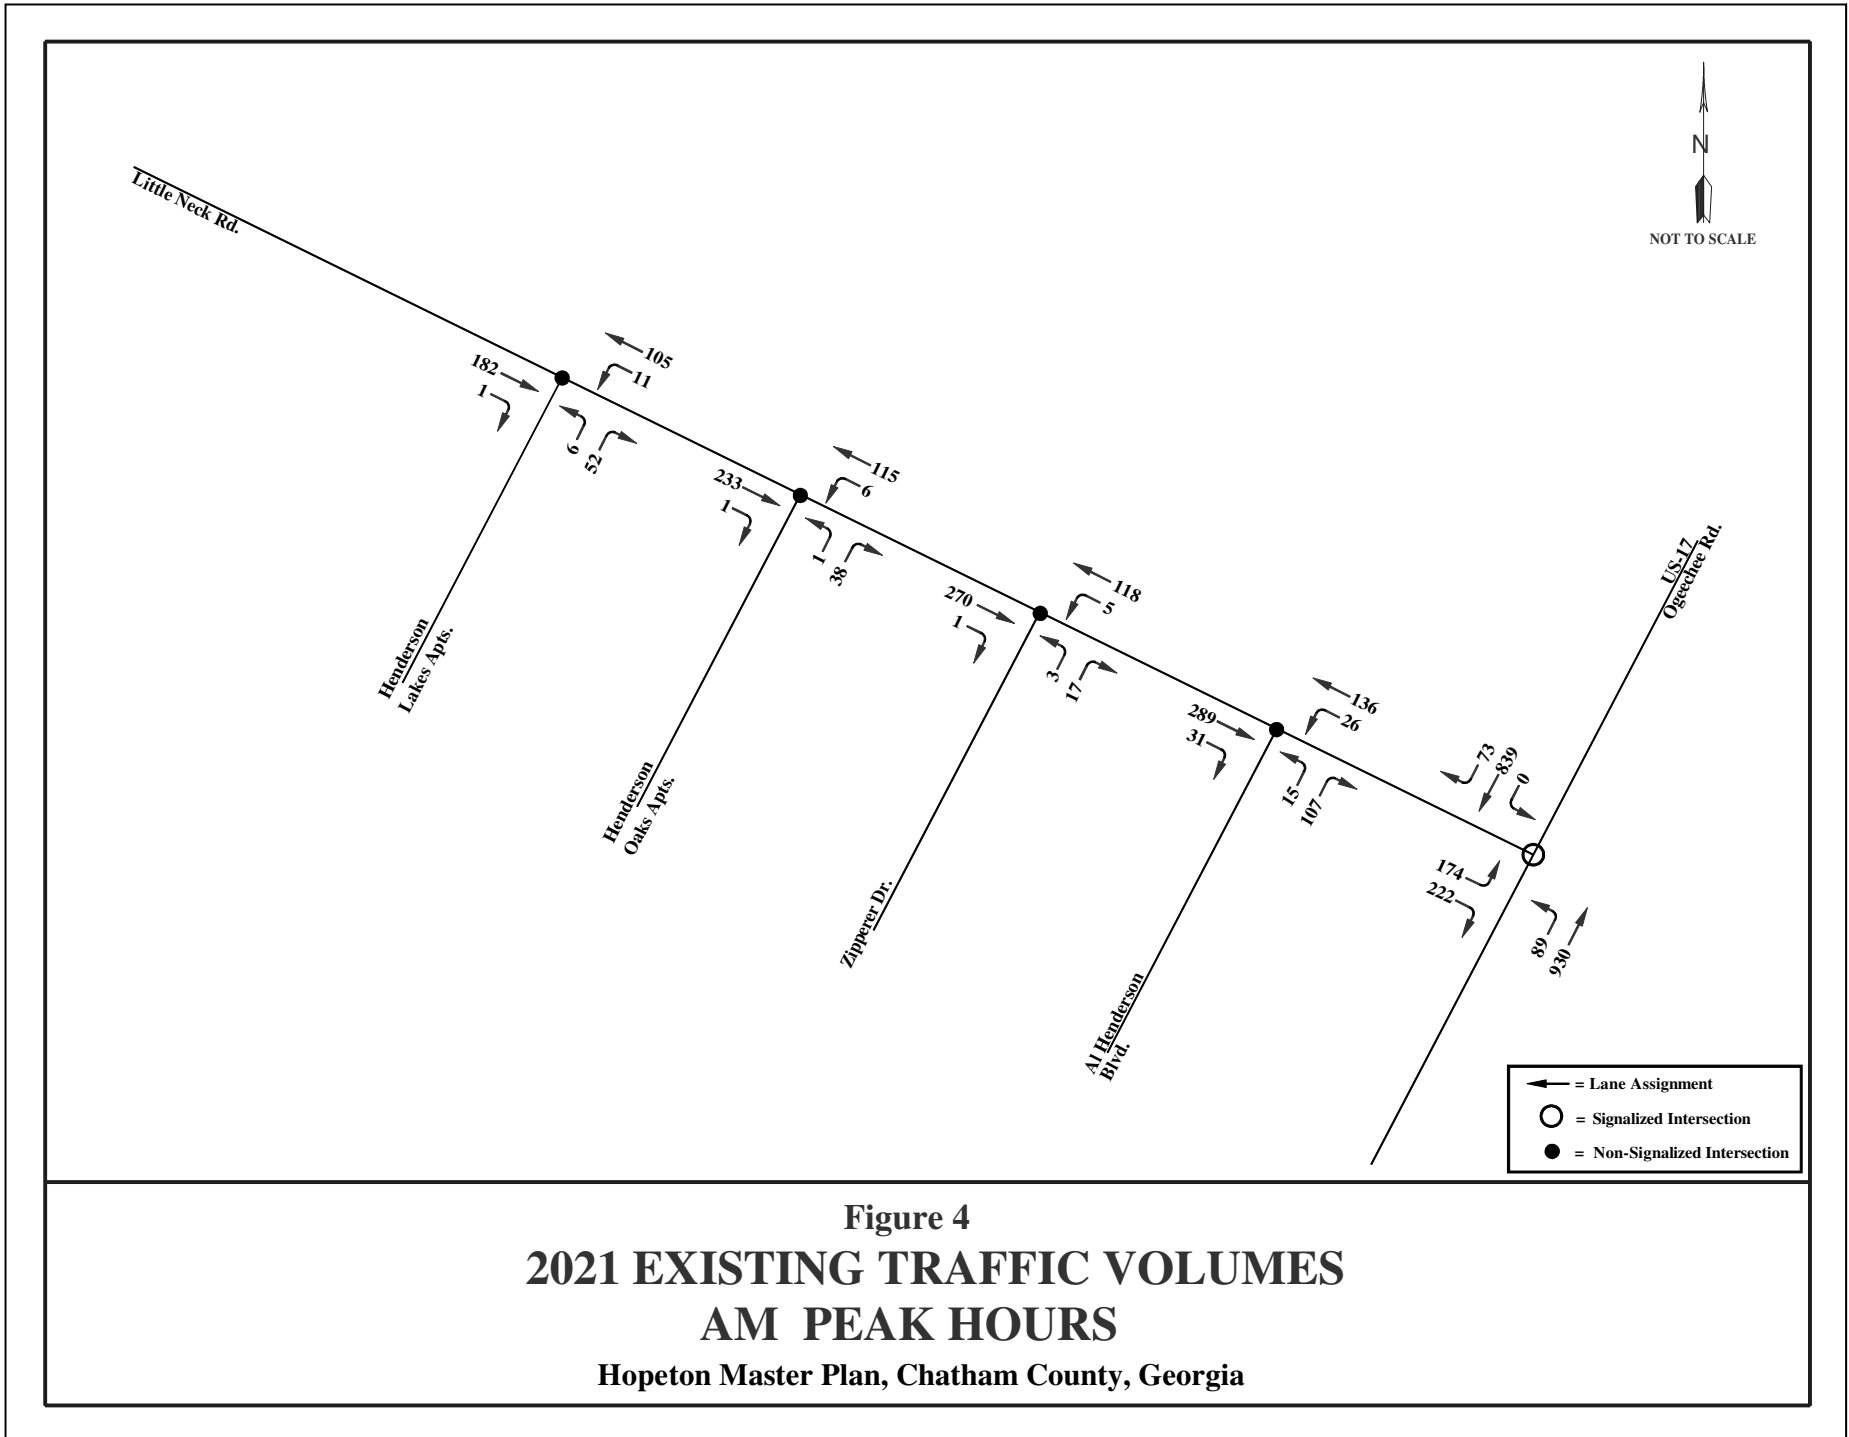 N
NOT TO SCALE
Little Neck Rd.
105
11
182
1
6
52
115
6
233
1
1
38
118
5
270
1
3
17
136
26
289
31
15
107
73
839
0
174
222
89
930
US-17
Ogeechee Rd.
Henderson
Lakes Apts.
Henderson
Oaks Apts.
Zipperer Dr.
Al Henderson
Blvd.
= Lane Assignment
= Signalized Intersection
= Non-Signalized Intersection
Figure 4
2021 EXISTING TRAFFIC VOLUMES
AM PEAK HOURS
Hopeton Master Plan, Chatham County, Georgia